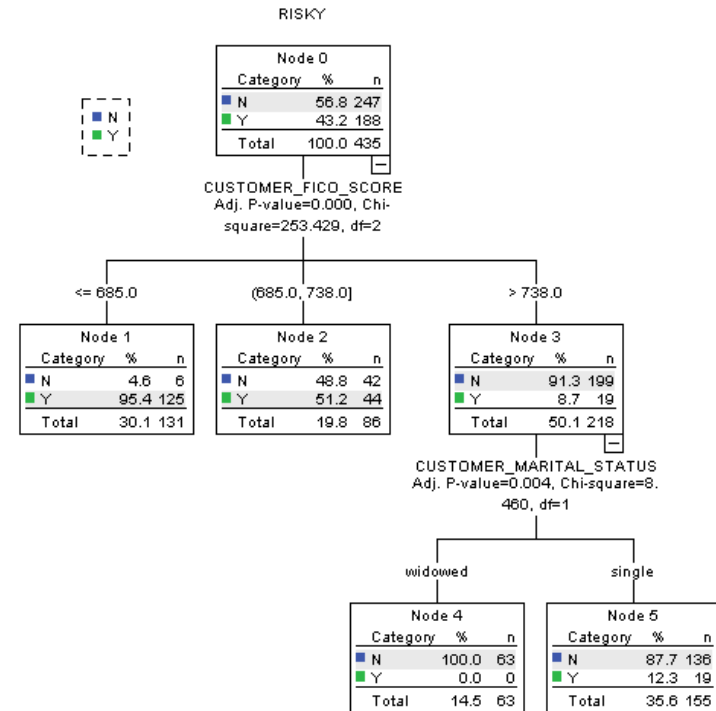 RISKY
Node 0
Category % n
N 56.8 247
Y 43.2 188
Total 100.0 435
N
Y
CUSTOMER_FICO_SCORE
Adj. P-value=0.000, Chi-
square=253.429, df=2
<= 685.0
(685.0, 738.0]
> 738.0
Node 1
Category % n
N 4.6 6
Y 95.4 125
Total 30.1 131
Node 2
Category % n
N 48.8 42
Y 51.2 44
Total 19.8 86
Node 3
Category % n
N 91.3 199
Y 8.7 19
Total 50.1 218
CUSTOMER_MARITAL_STATUS
Adj. P-value=0.004, Chi-square=8.
460, df=1
widowed
single
Node 4
Category % n
N 100.0 63
Y 0.0 0
Total 14.5 63
Node 5
Category % n
N 87.7 136
Y 12.3 19
Total 35.6 155